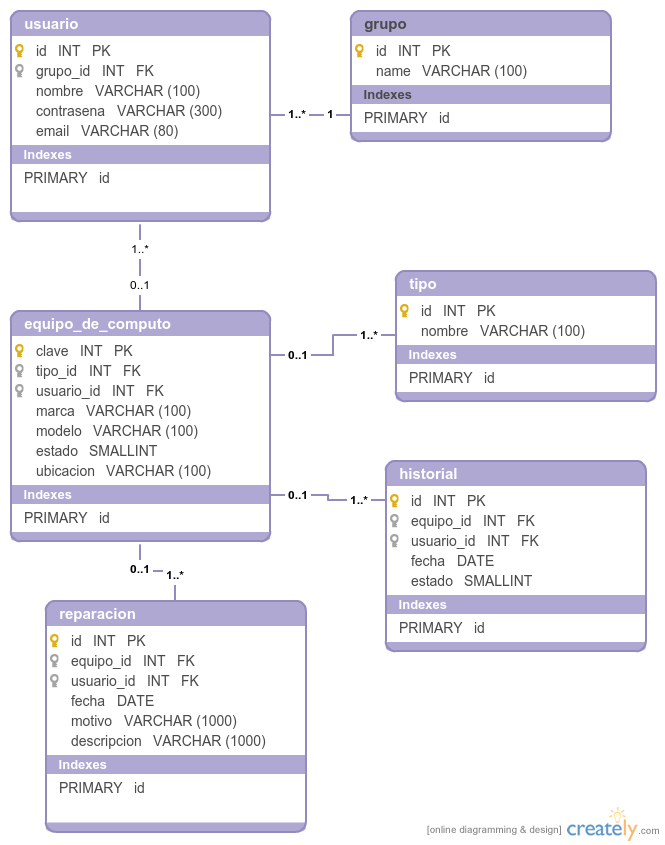 usuario
id INT PK
grupo_id INT FK
nombre VARCHAR (100)
contrasena VARCHAR (300)
email VARCHAR (80)
Indexes
PRIMARY id
grupo
id INT PK
name VARCHAR (100)
Indexes
PRIMARY id
1..* 1
1..*
0..1
equipo_de_computo
clave INT PK
tipo_id INT FK
usuario_id INT FK
marca VARCHAR (100)
modelo VARCHAR (100)
estado SMALLINT
ubicacion VARCHAR (100)
Indexes
PRIMARY id
0..1 1..*
tipo
id INT PK
nombre VARCHAR (100)
Indexes
PRIMARY id
0..1 1..*
historial
id INT PK
equipo_id INT FK
usuario_id INT FK
fecha DATE
estado SMALLINT
Indexes
PRIMARY id
0..1
1..*
reparacion
id INT PK
equipo_id INT FK
usuario_id INT FK
fecha DATE
motivo VARCHAR (1000)
descripcion VARCHAR (1000)
Indexes
PRIMARY id
[online diagramming & design] creately.com